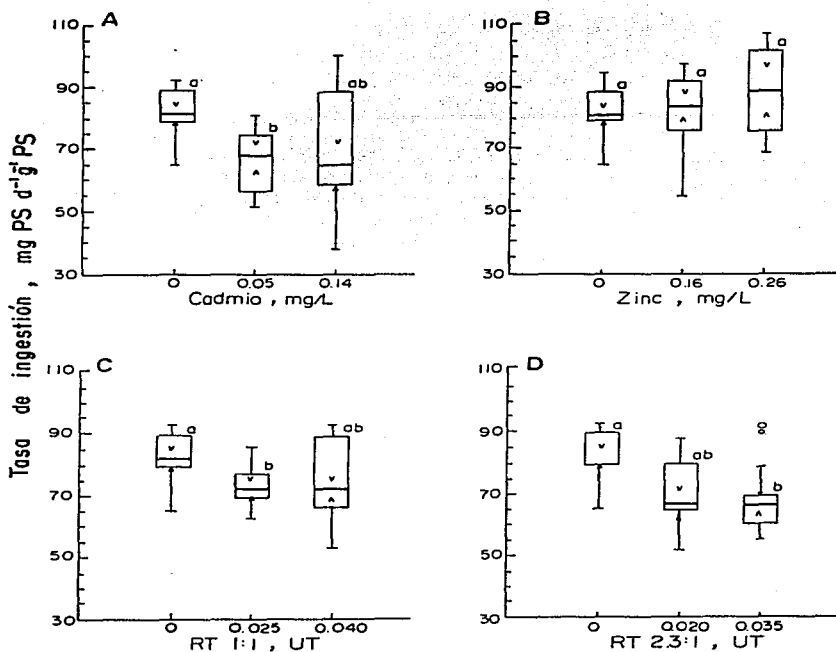 Tasa de ingestión, mg PS d⁻¹g⁻¹ PS
A
110
90
70
50
30
a
b
ab
0 0.05 0.14
Cadmio, mg/L
B
110
90
70
50
30
a
a
a
0 0.16 0.26
Zinc, mg/L
C
110
90
70
50
30
a
b
ab
0 0.025 0.040
RT 1:1, UT
D
110
90
70
50
30
a
ab
b
0 0.020 0.035
RT 2.3:1, UT